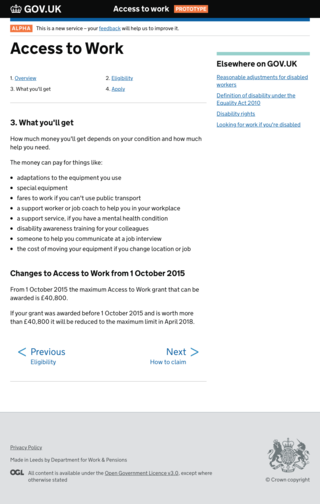 GOV.UK
Access to work PROTOTYPE
ALPHA This is a new service – your feedback will help us to improve it.
Access to Work
1. Overview
2. Eligibility
3. What you'll get
4. Apply
3. What you'll get
How much money you'll get depends on your condition and how much
help you need.
The money can pay for things like:
• adaptations to the equipment you use
• special equipment
• fares to work if you can't use public transport
• a support worker or job coach to help you in your workplace
• a support service, if you have a mental health condition
• disability awareness training for your colleagues
• someone to help you communicate at a job interview
• the cost of moving your equipment if you change location or
job
Changes to Access to Work from 1 October 2015
From 1 October 2015 the maximum Access to Work grant that can be
awarded is £40,800.
If your grant was awarded before 1 October 2015 and is worth more
than £40,800 it will be reduced to the maximum limit in April 2018.
Previous
Eligibility
Next
How to claim
Elsewhere on GOV.UK
Reasonable adjustments for disabled
workers
Definition of disability under the
Equality Act 2010
Disability rights
Looking for work if you're disabled
Privacy Policy
Made in Leeds by Department for Work & Pensions
OGL All content is available under the Open Government Licence v3.0, except where
otherwise stated
© Crown copyright